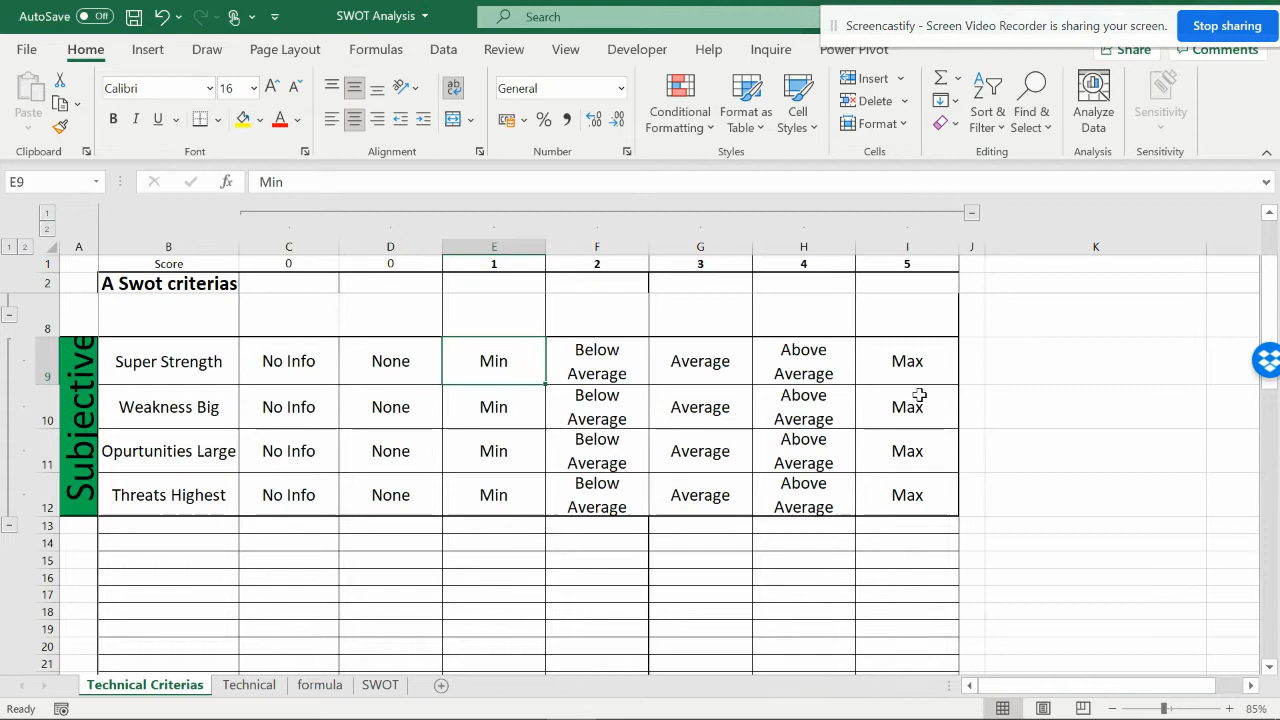 AutoSave Off SWOT Analysis Search Screencastify - Screen Video Recorder is sharing your screen. Stop sharing
File Home Insert Draw Page Layout Formulas Data Review View Developer Help Inquire Power Pivot Share Comments
Paste Calibri 16 General Conditional Formatting Format as Table Cell Styles Insert Delete Format Sort & Filter Find & Select Analyze Data Sensitivity
Clipboard Font Alignment Number Styles Cells Editing Analysis Sensitivity
E9 fx Min
1
2
1 2 A B C D E F G H I J K
1 Score 0 0 1 2 3 4 5
2 A Swot criterias
8
Subjective
9 Super Strength No Info None Min Below Average Average Above Average Max
10 Weakness Big No Info None Min Below Average Average Above Average Max
11 Opurtunities Large No Info None Min Below Average Average Above Average Max
12 Threats Highest No Info None Min Below Average Average Above Average Max
13
14
15
16
17
18
19
20
21
Technical Criterias Technical formula SWOT
Ready 85%